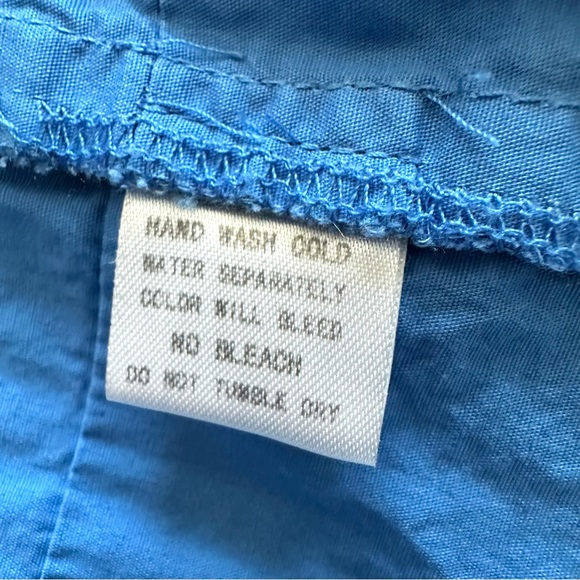 HAND WASH COLD
WATER SEPARATELY
COLOR WILL BLEED
NO BLEACH
DO NOT TUMBLE DRY